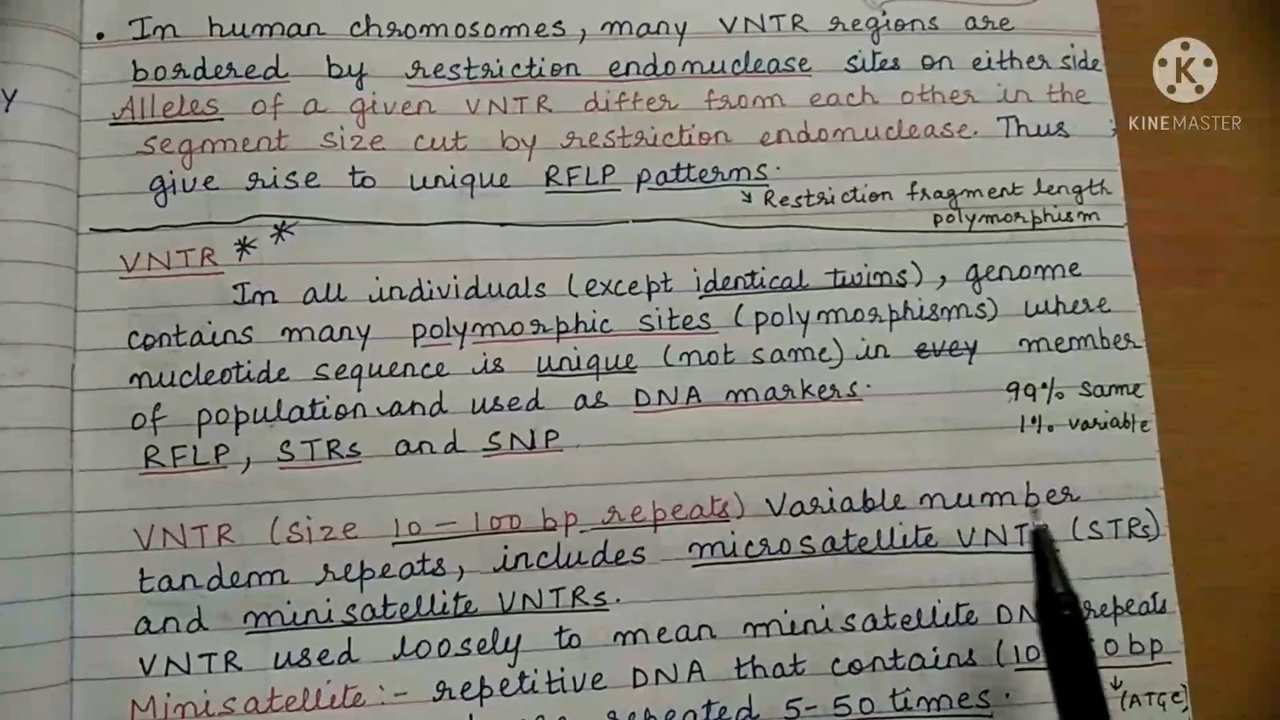 • In human chromosomes, many VNTR regions are
bordered by restriction endonuclease sites on either side
Alleles of a given VNTR differ from each other in the
segment size cut by restriction endonuclease. Thus
give rise to unique RFLP patterns.
↘ Restriction fragment length
polymorphism
Y
K
KINEMASTER
VNTR * *
In all individuals (except identical twins), genome
contains many polymorphic sites (polymorphisms) where
nucleotide sequence is unique (not same) in evey member
of population and used as DNA markers.
99% same
1% variable
RFLP, STRs and SNP
VNTR (size 10-100 bp repeats) Variable number
tandem repeats, includes microsatellite VNT (STRs)
and minisatellite VNTRs.
VNTR used loosely to mean minisatellite DN repeats
Minisatellite:- repetitive DNA that contains (10 0 bp
↓ (ATGC)
repeated 5-50 times.